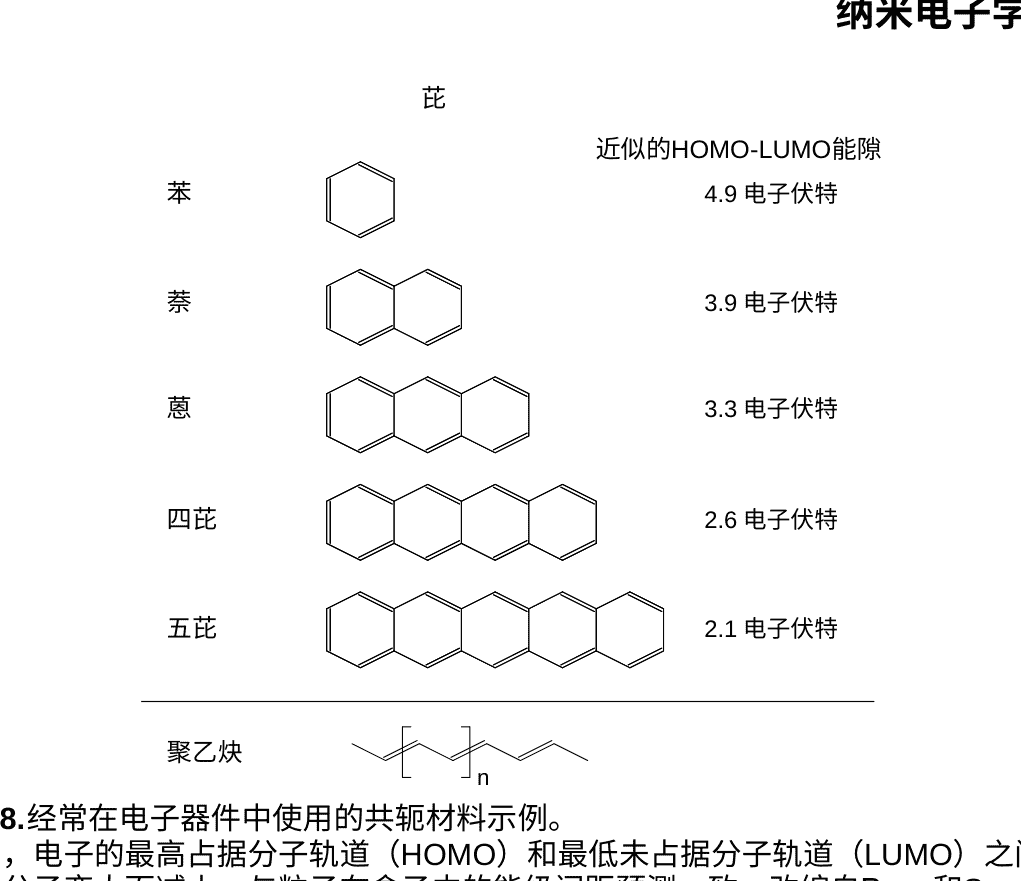 纳米电子学
芘
近似的HOMO-LUMO能隙
苯
4.9 电子伏特
萘
3.9 电子伏特
蒽
3.3 电子伏特
四芘
2.6 电子伏特
五芘
2.1 电子伏特
聚乙炔
n
8.经常在电子器件中使用的共轭材料示例。
，电子的最高占据分子轨道（HOMO）和最低未占据分子轨道（LUMO）之间